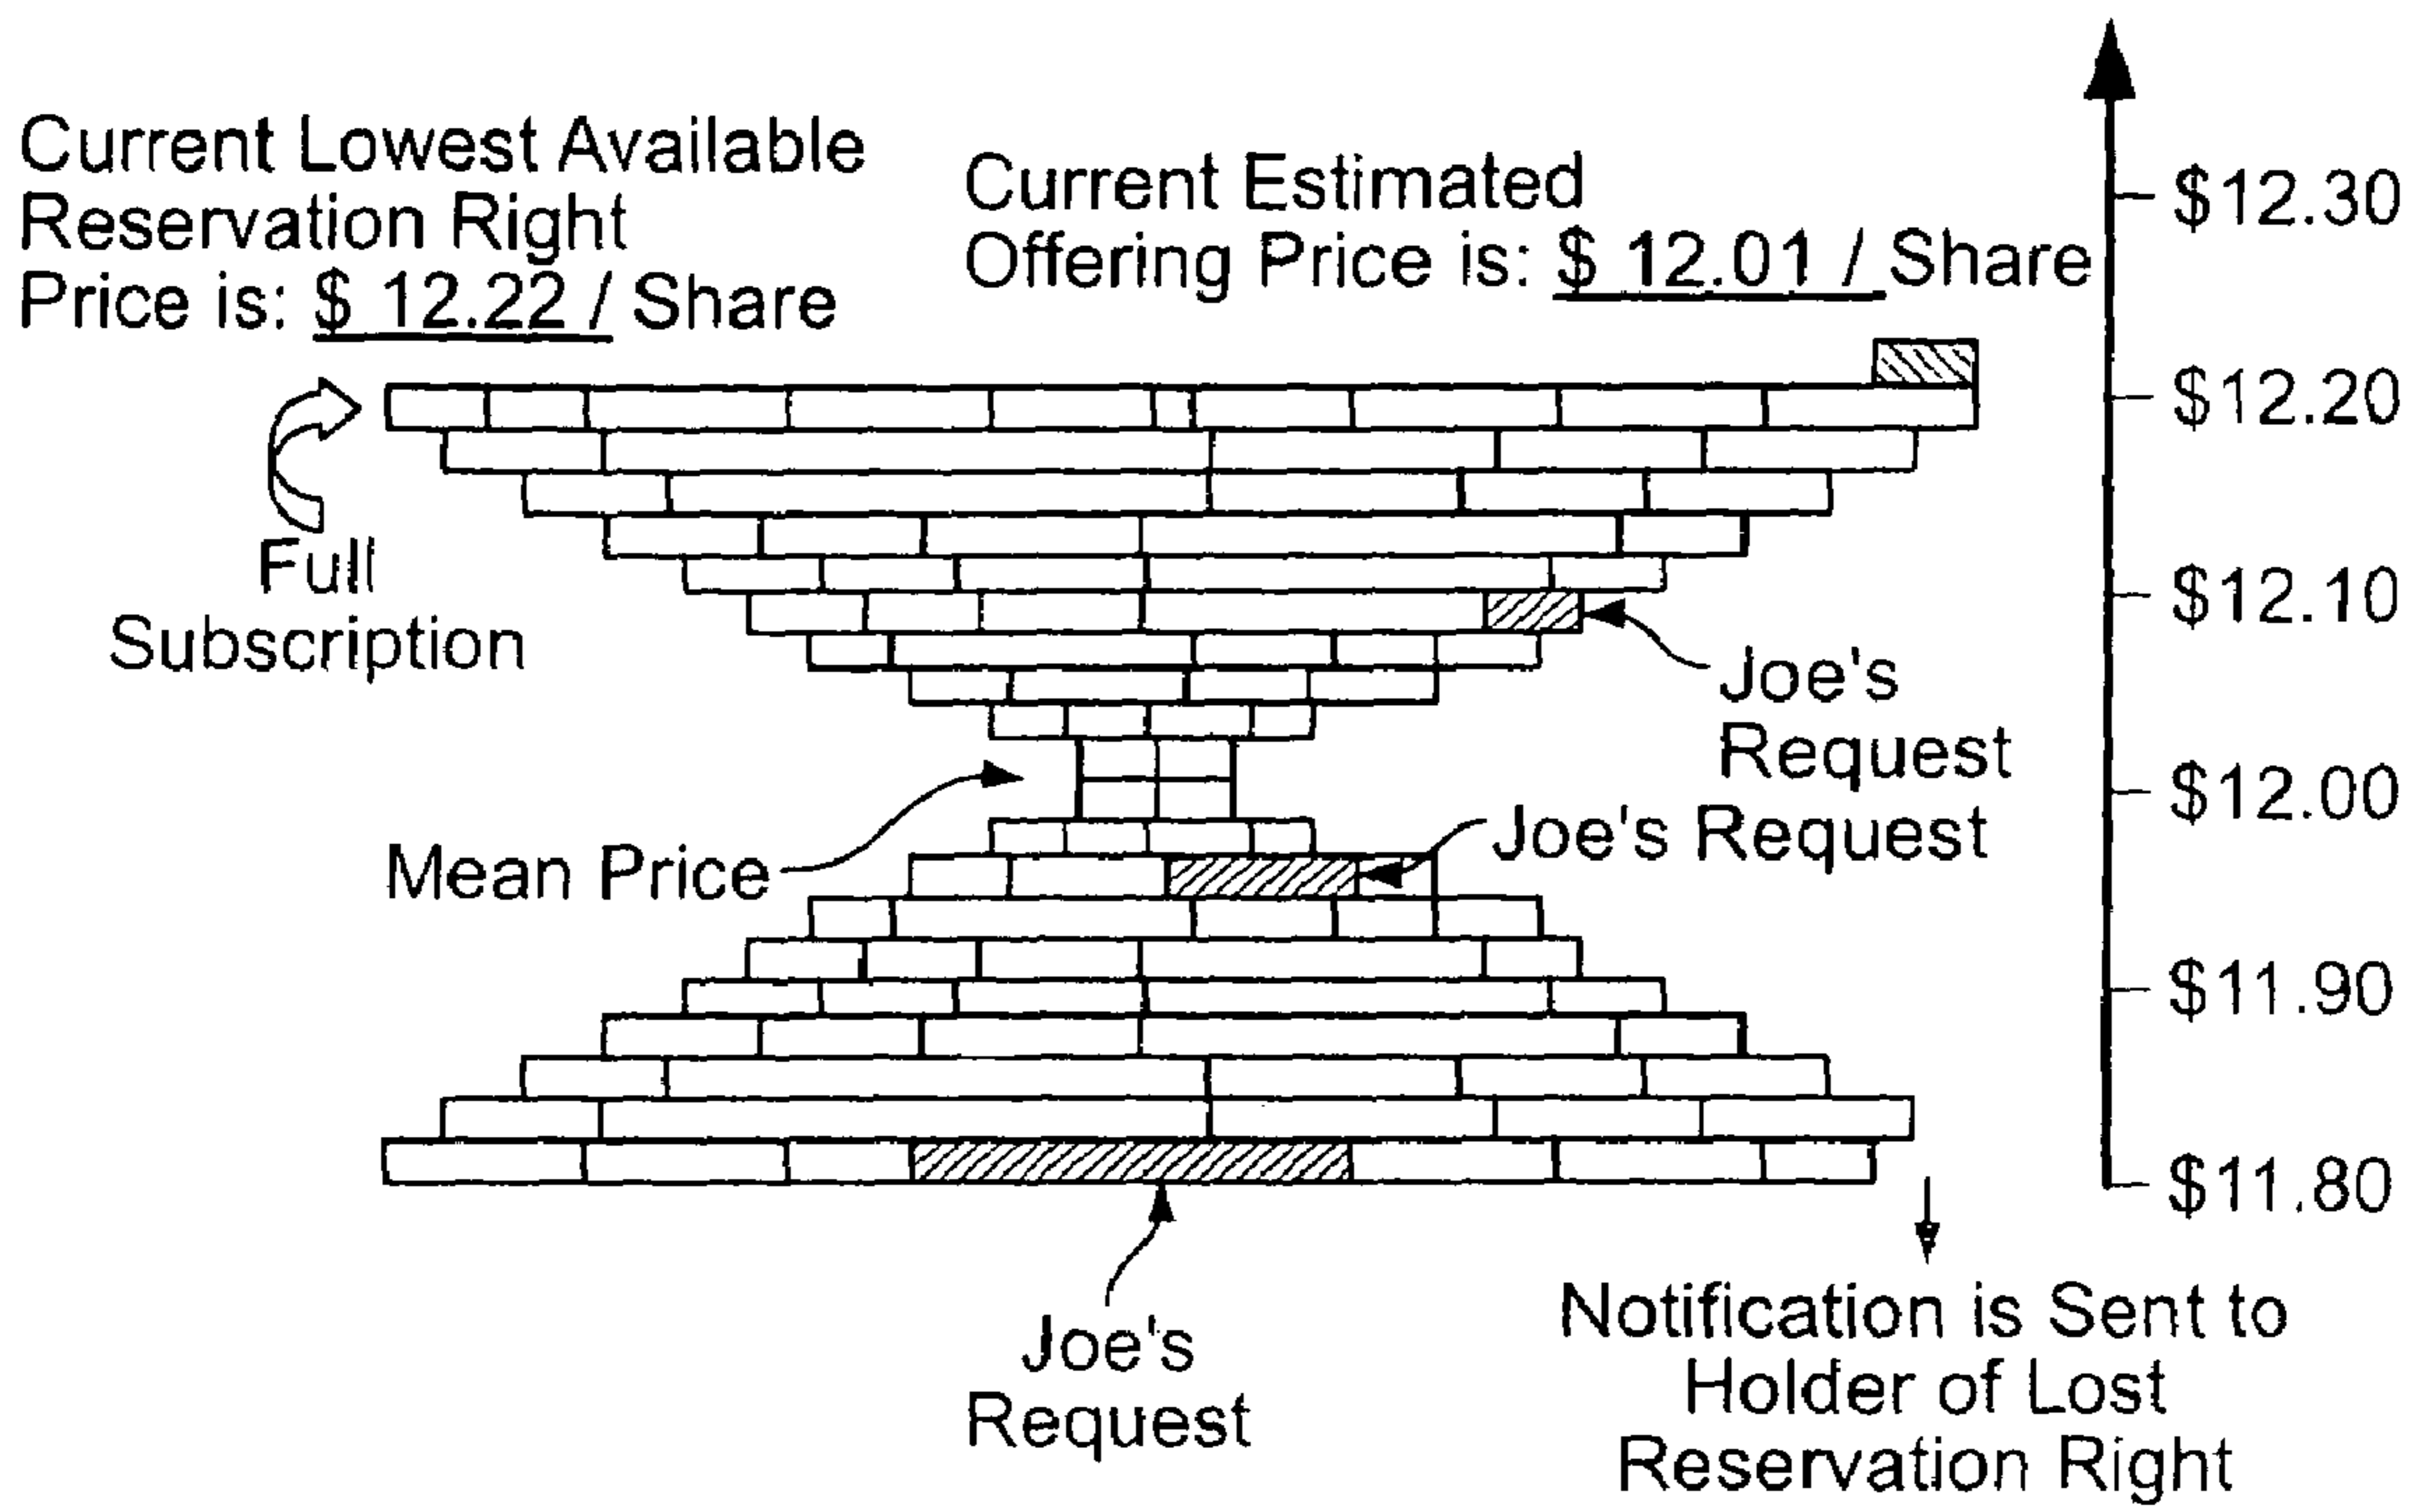 Current Lowest Available
Reservation Right
Price is: $ 12.22 / Share
Current Estimated
Offering Price is: $ 12.01 / Share
$12.30
$12.20
$12.10
$12.00
$11.90
$11.80
Full
Subscription
Joe's
Request
Mean Price
Joe's Request
Joe's
Request
Notification is Sent to
Holder of Lost
Reservation Right